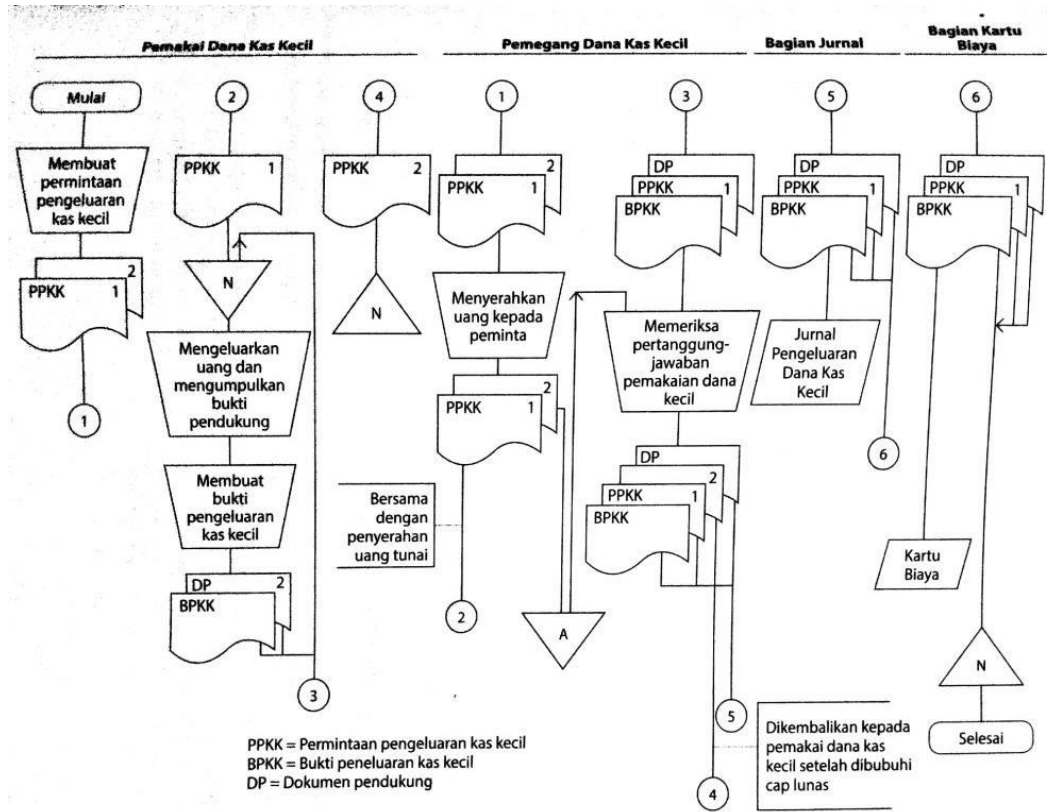 Pemakai Dana Kas Kecil
Pemegang Dana Kas Kecil
Bagian Jurnal
Bagian Kartu
Biaya
Mulai
Membuat
permintaan
pengeluaran
kas kecil
2
PPKK 1
1
2
PPKK 1
N
Mengeluarkan
uang dan
mengumpulkan
bukti
pendukung
Membuat
bukti
pengeluaran
kas kecil
DP 2
BPKK
3
4
PPKK 2
N
Bersama
dengan
penyerahan
uang tunai
1
2
PPKK 1
Menyerahkan
uang kepada
peminta
2
PPKK 1
2
A
3
DP
PPKK 1
BPKK
Memeriksa
pertanggung-
jawaban
pemakaian dana
kecil
DP
2
PPKK 1
BPKK
5
4
Dikembalikan kepada
pemakai dana kas
kecil setelah dibubuhi
cap lunas
5
DP
PPKK 1
BPKK
Jurnal
Pengeluaran
Dana Kas
Kecil
6
6
DP
PPKK 1
BPKK
Kartu
Biaya
N
Selesai
PPKK = Permintaan pengeluaran kas kecil
BPKK = Bukti peneluaran kas kecil
DP = Dokumen pendukung